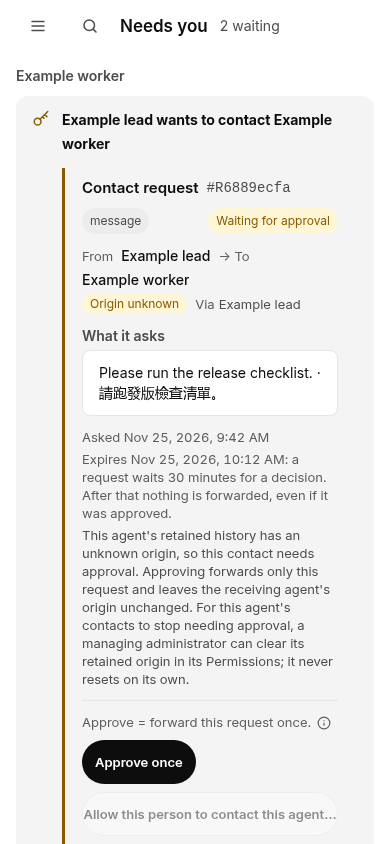 Needs you 2 waiting
Example worker
Example lead wants to contact Example
worker
Contact request #R6889ecfa
message Waiting for approval
From Example lead → To
Example worker
Origin unknown Via Example lead
What it asks
Please run the release checklist. ·
請跑發版檢查清單。
Asked Nov 25, 2026, 9:42 AM
Expires Nov 25, 2026, 10:12 AM: a
request waits 30 minutes for a decision.
After that nothing is forwarded, even if it
was approved.
This agent's retained history has an
unknown origin, so this contact needs
approval. Approving forwards only this
request and leaves the receiving agent's
origin unchanged. For this agent's
contacts to stop needing approval, a
managing administrator can clear its
retained origin in its Permissions; it never
resets on its own.
Approve = forward this request once.
Approve once
Allow this person to contact this agent…